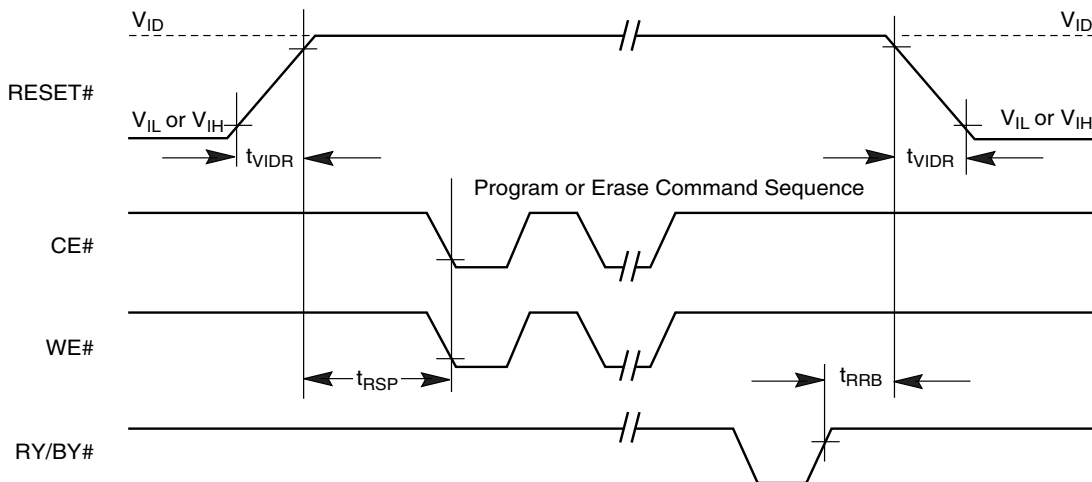 V_ID V_ID
RESET#
V_IL or V_IH V_IL or V_IH
t_VIDR t_VIDR
Program or Erase Command Sequence
CE#
WE#
t_RSP t_RRB
RY/BY#